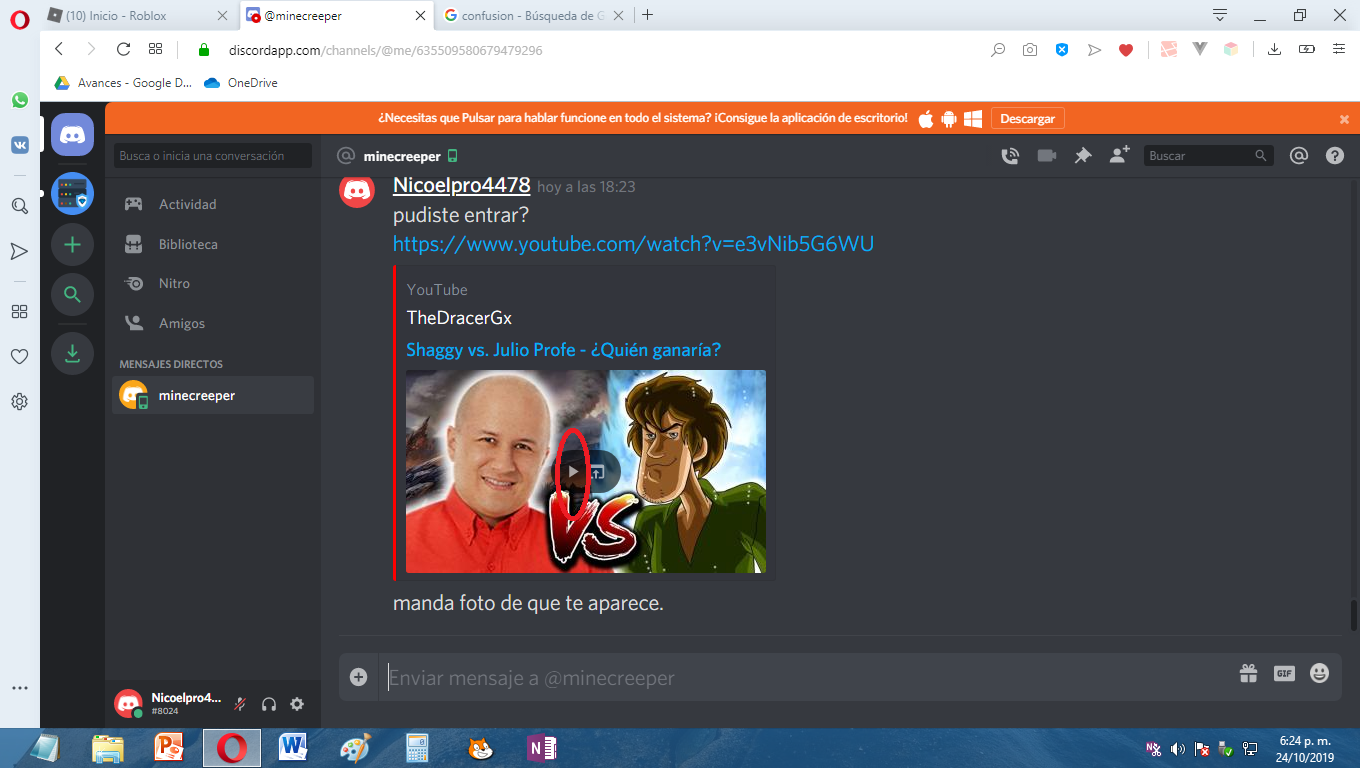 (10) Inicio - Roblox
@minecreeper
confusion - Búsqueda de G
discordapp.com/channels/@me/635509580679479296
Avances - Google D...
OneDrive
¿Necesitas que Pulsar para hablar funcione en todo el sistema? ¡Consigue la aplicación de escritorio!
Descargar
Busca o inicia una conversación
minecreeper
Buscar
Actividad
Biblioteca
Nitro
Amigos
MENSAJES DIRECTOS
minecreeper
Nicoelpro4478 hoy a las 18:23
pudiste entrar?
https://www.youtube.com/watch?v=e3vNib5G6WU
YouTube
TheDracerGx
Shaggy vs. Julio Profe - ¿Quién ganaría?
VS
manda foto de que te aparece.
Enviar mensaje a @minecreeper
GIF
Nicoelpro4...
#8024
6:24 p. m.
24/10/2019